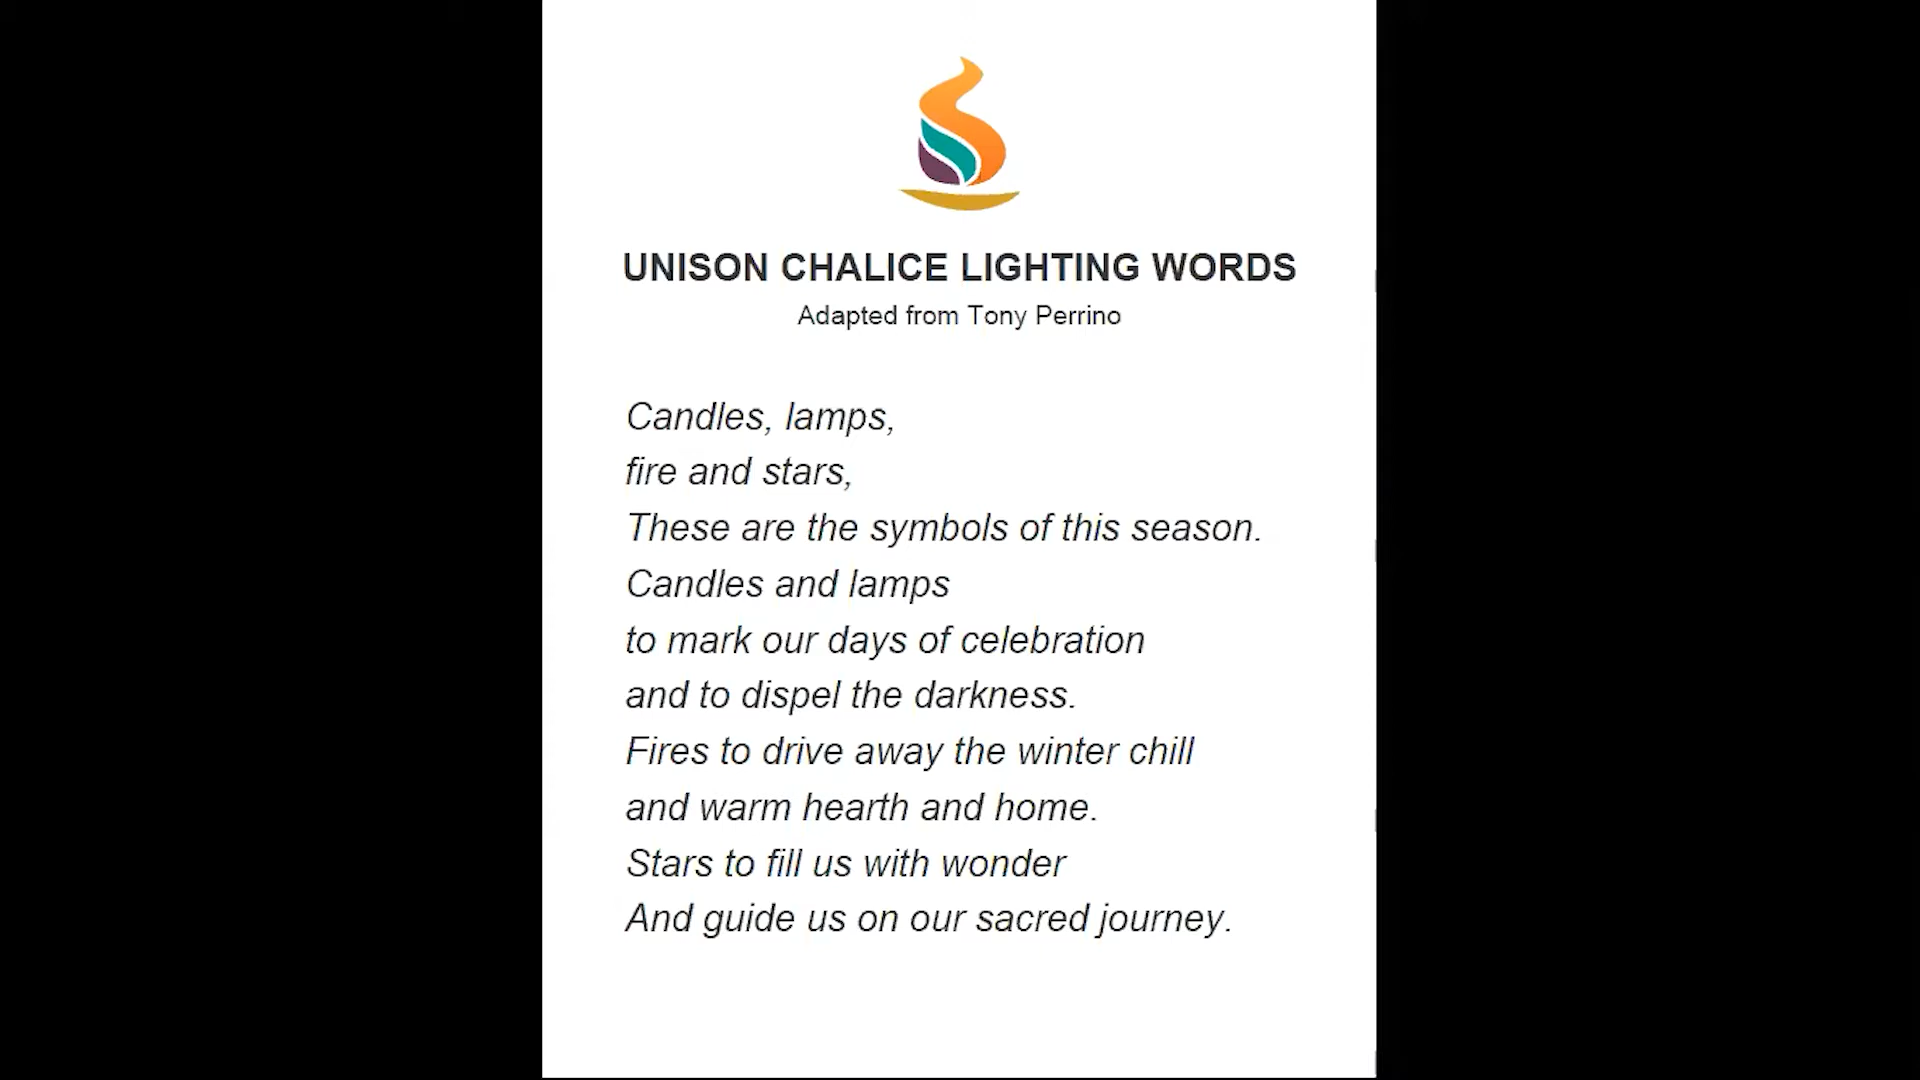 UNISON CHALICE LIGHTING WORDS
Adapted from Tony Perrino
Candles, lamps,
fire and stars,
These are the symbols of this season.
Candles and lamps
to mark our days of celebration
and to dispel the darkness.
Fires to drive away the winter chill
and warm hearth and home.
Stars to fill us with wonder
And guide us on our sacred journey.